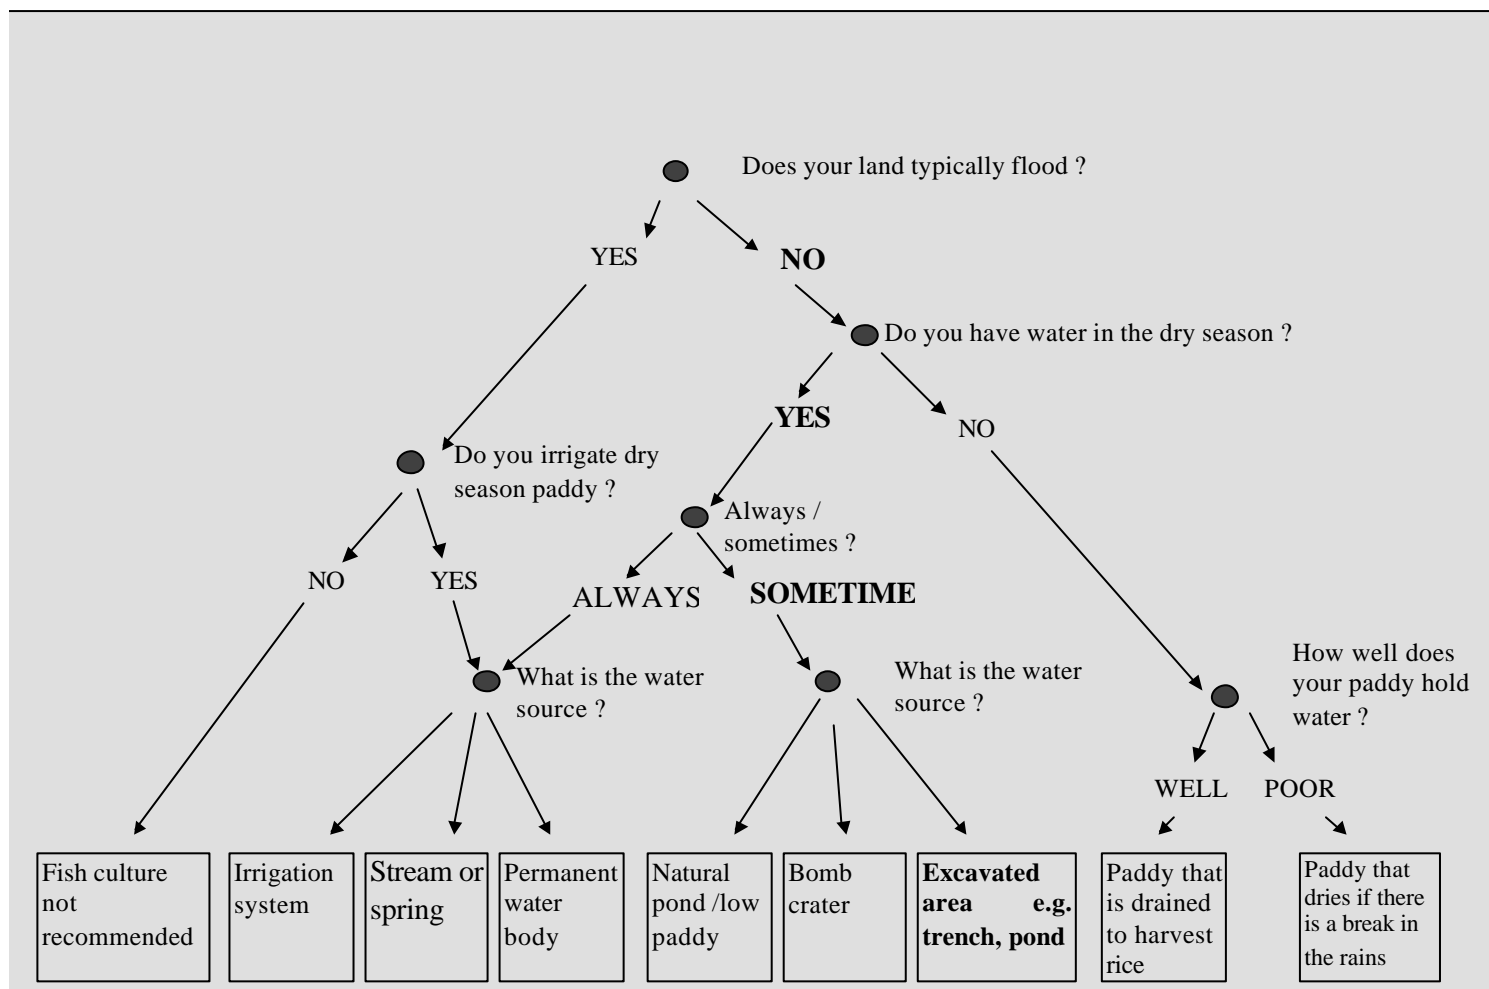 Does your land typically flood ?
YES
NO
Do you have water in the dry season ?
YES
NO
Do you irrigate dry
season paddy ?
Always /
sometimes ?
NO
YES
ALWAYS
SOMETIME
What is the water
source ?
What is the water
source ?
How well does
your paddy hold
water ?
WELL
POOR
Fish culture
not
recommended
Irrigation
system
Stream or
spring
Permanent
water
body
Natural
pond /low
paddy
Bomb
crater
Excavated
area e.g.
trench, pond
Paddy that
is drained
to harvest
rice
Paddy that
dries if there
is a break in
the rains